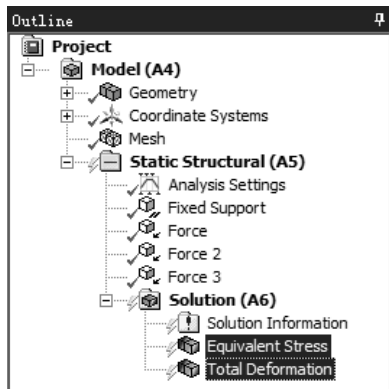 Outline
Project
Model (A4)
Geometry
Coordinate Systems
Mesh
Static Structural (A5)
Analysis Settings
Fixed Support
Force
Force 2
Force 3
Solution (A6)
Solution Information
Equivalent Stress
Total Deformation